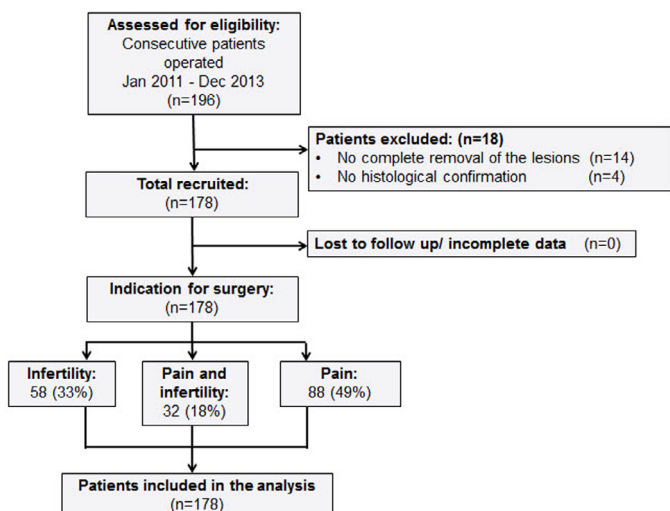 Assessed for eligibility:
Consecutive patients
operated
Jan 2011 - Dec 2013
(n=196)
Patients excluded: (n=18)
• No complete removal of the lesions (n=14)
• No histological confirmation (n=4)
Total recruited:
(n=178)
Lost to follow up/ incomplete data (n=0)
Indication for surgery:
(n=178)
Infertility:
58 (33%)
Pain and
infertility:
32 (18%)
Pain:
88 (49%)
Patients included in the analysis
(n=178)